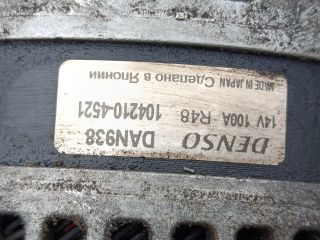 DENSO DAN938
14V 100A R48 104210-4521
MADE IN JAPAN Сделано в Японии